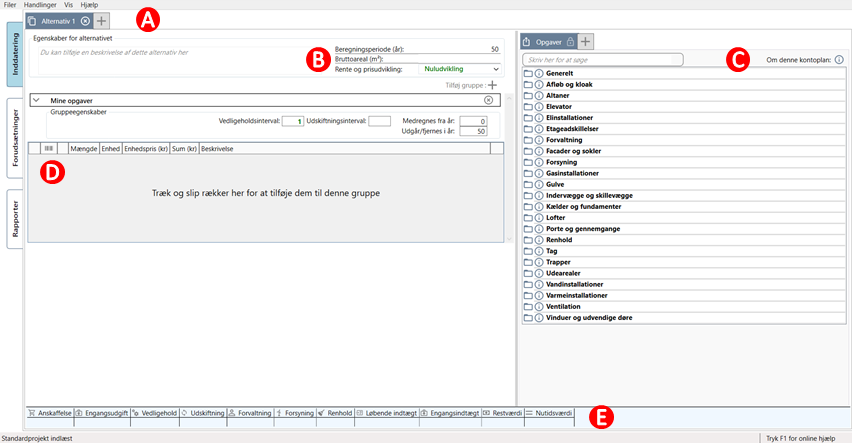 Filer Handlinger Vis Hjælp
Alternativ 1
A
Inddatering
Forudsætninger
Rapporter
Egenskaber for alternativet
Du kan tilføje en beskrivelse af dette alternativ her
B
Beregningsperiode (år): 50
Bruttoareal (m²):
Rente og prisudvikling: Nuludvikling
Tilføj gruppe :
Mine opgaver
Gruppeegenskaber
Vedligeholdsinterval: 1 Udskiftningsinterval: Medregnes fra år: 0
Udgår/fjernes i år: 50
Mængde Enhed Enhedspris (kr) Sum (kr) Beskrivelse
D
Træk og slip rækker her for at tilføje dem til denne gruppe
Opgaver
Skriv her for at søge
C
Om denne kontoplan:
Generelt
Afløb og kloak
Altaner
Elevator
Elinstallationer
Etageadskillelser
Forvaltning
Facader og sokler
Forsyning
Gasinstallationer
Gulve
Indervægge og skillevægge
Kælder og fundamenter
Lofter
Porte og gennemgange
Renhold
Tag
Trapper
Udearealer
Vandinstallationer
Varmeinstallationer
Ventilation
Vinduer og udvendige døre
Anskaffelse Engangsudgift Vedligehold Udskiftning Forvaltning Forsyning Renhold Løbende indtægt Engangsindtægt Restværdi Nutidsværdi
E
Standardprojekt indlæst
Tryk F1 for online hjælp